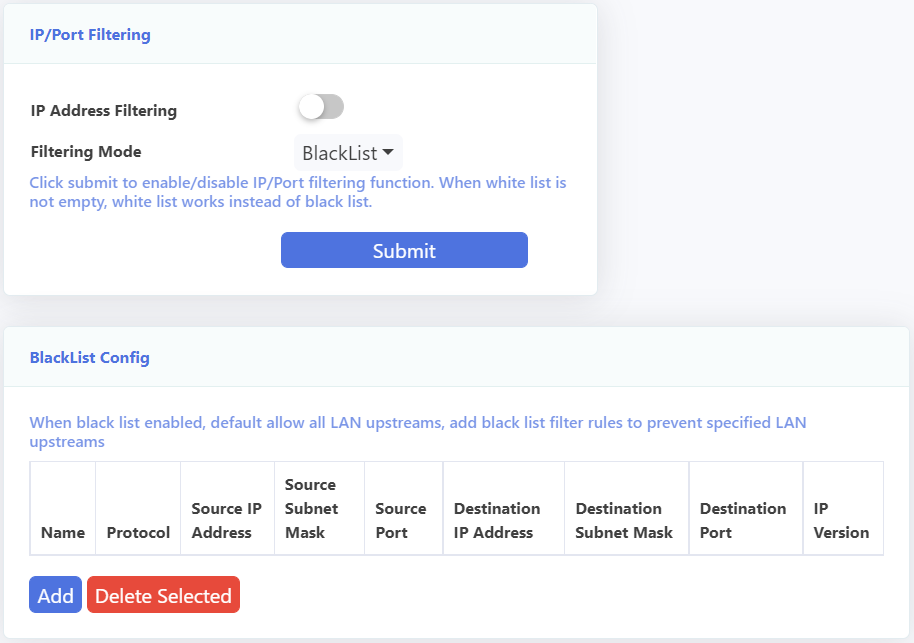 IP/Port Filtering
IP Address Filtering
Filtering Mode
BlackList
Click submit to enable/disable IP/Port filtering function. When white list is
not empty, white list works instead of black list.
Submit
BlackList Config
When black list enabled, default allow all LAN upstreams, add black list filter rules to prevent specified LAN
upstreams
Name
Protocol
Source IP
Address
Source
Subnet
Mask
Source
Port
Destination
IP Address
Destination
Subnet Mask
Destination
Port
IP
Version
Add
Delete Selected